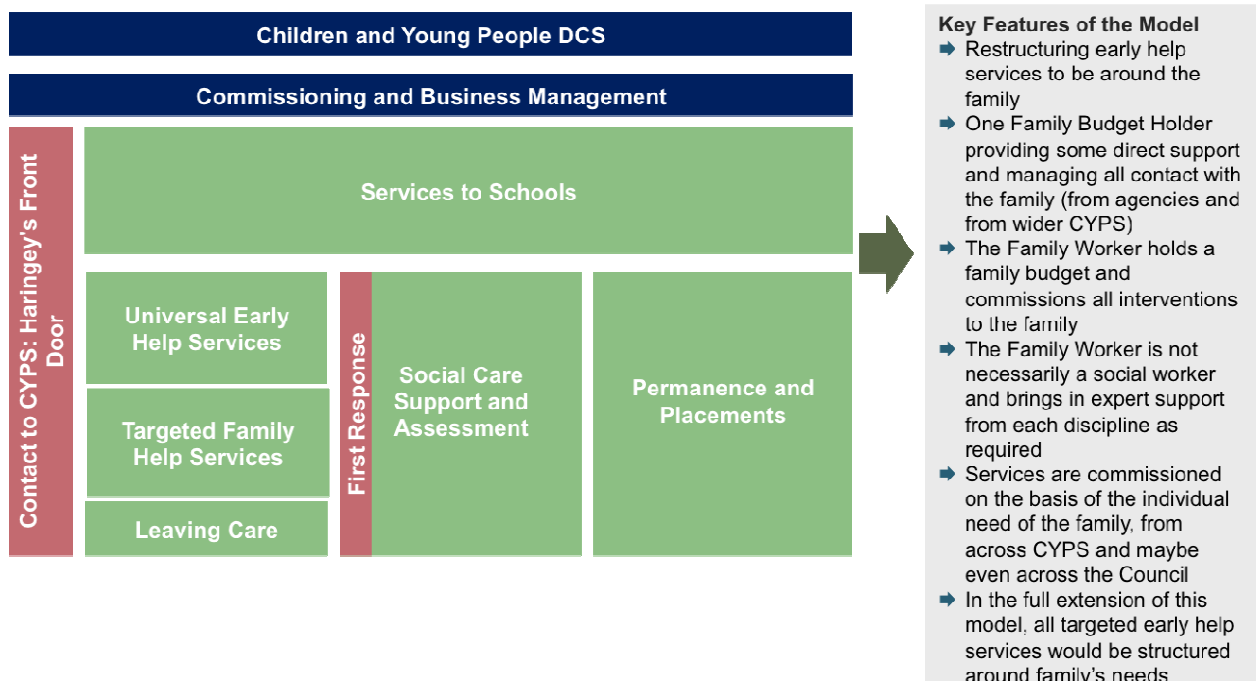 Children and Young People DCS
Commissioning and Business Management
Contact to CYPS: Haringey's Front
Door
Services to Schools
Universal Early
Help Services
Targeted Family
Help Services
Leaving Care
First Response
Social Care
Support and
Assessment
Permanence and
Placements
Key Features of the Model
Restructuring early help
services to be around the
family
One Family Budget Holder
providing some direct support
and managing all contact with
the family (from agencies and
from wider CYPS)
The Family Worker holds a
family budget and
commissions all interventions
to the family
The Family Worker is not
necessarily a social worker
and brings in expert support
from each discipline as
required
Services are commissioned
on the basis of the individual
need of the family, from
across CYPS and maybe
even across the Council
In the full extension of this
model, all targeted early help
services would be structured
around family's needs